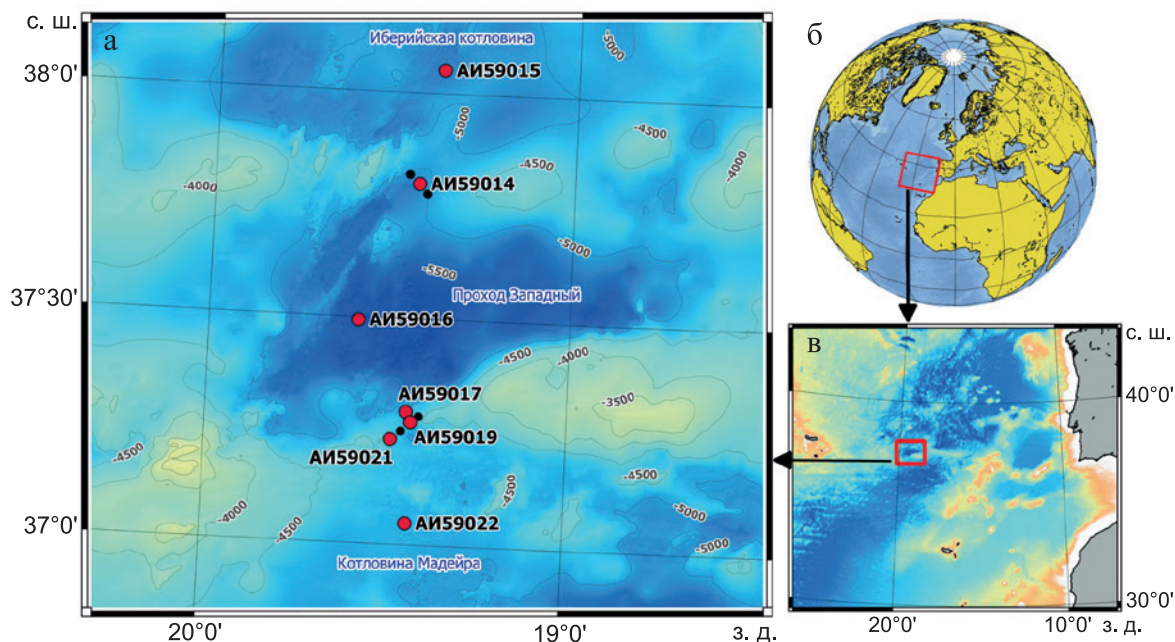 с. ш.
а
Иберийская котловина
-5000
38°0'
АИ59015
-5000
-4500
-4500
-4000
-4000
АИ59014
-5000
-5500
37°30'
Проход Западный
АИ59016
-4500
-4000
АИ59017
-3500
АИ59019
-4500
АИ59021
-4500
-4500
-4000
-4500
37°0'
АИ59022
-5000
-5000
Котловина Мадейра
20°0'
19°0'
з. д.
б
в
с. ш.
40°0'
30°0'
20°0'
10°0'
з. д.